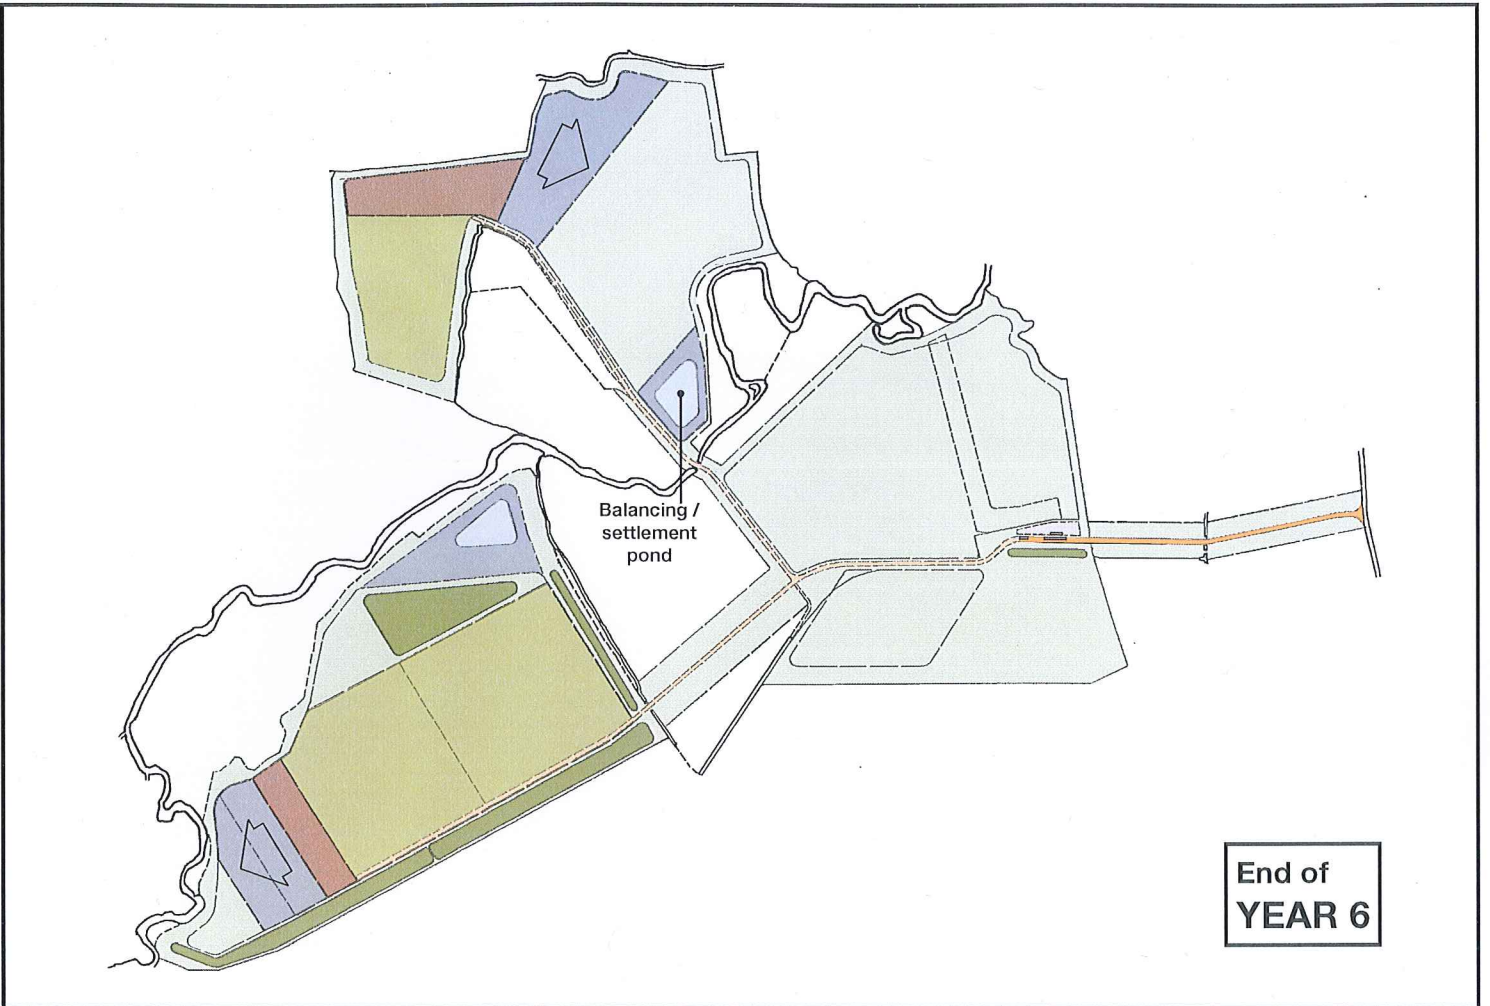 Balancing /
settlement
pond
End of
YEAR 6